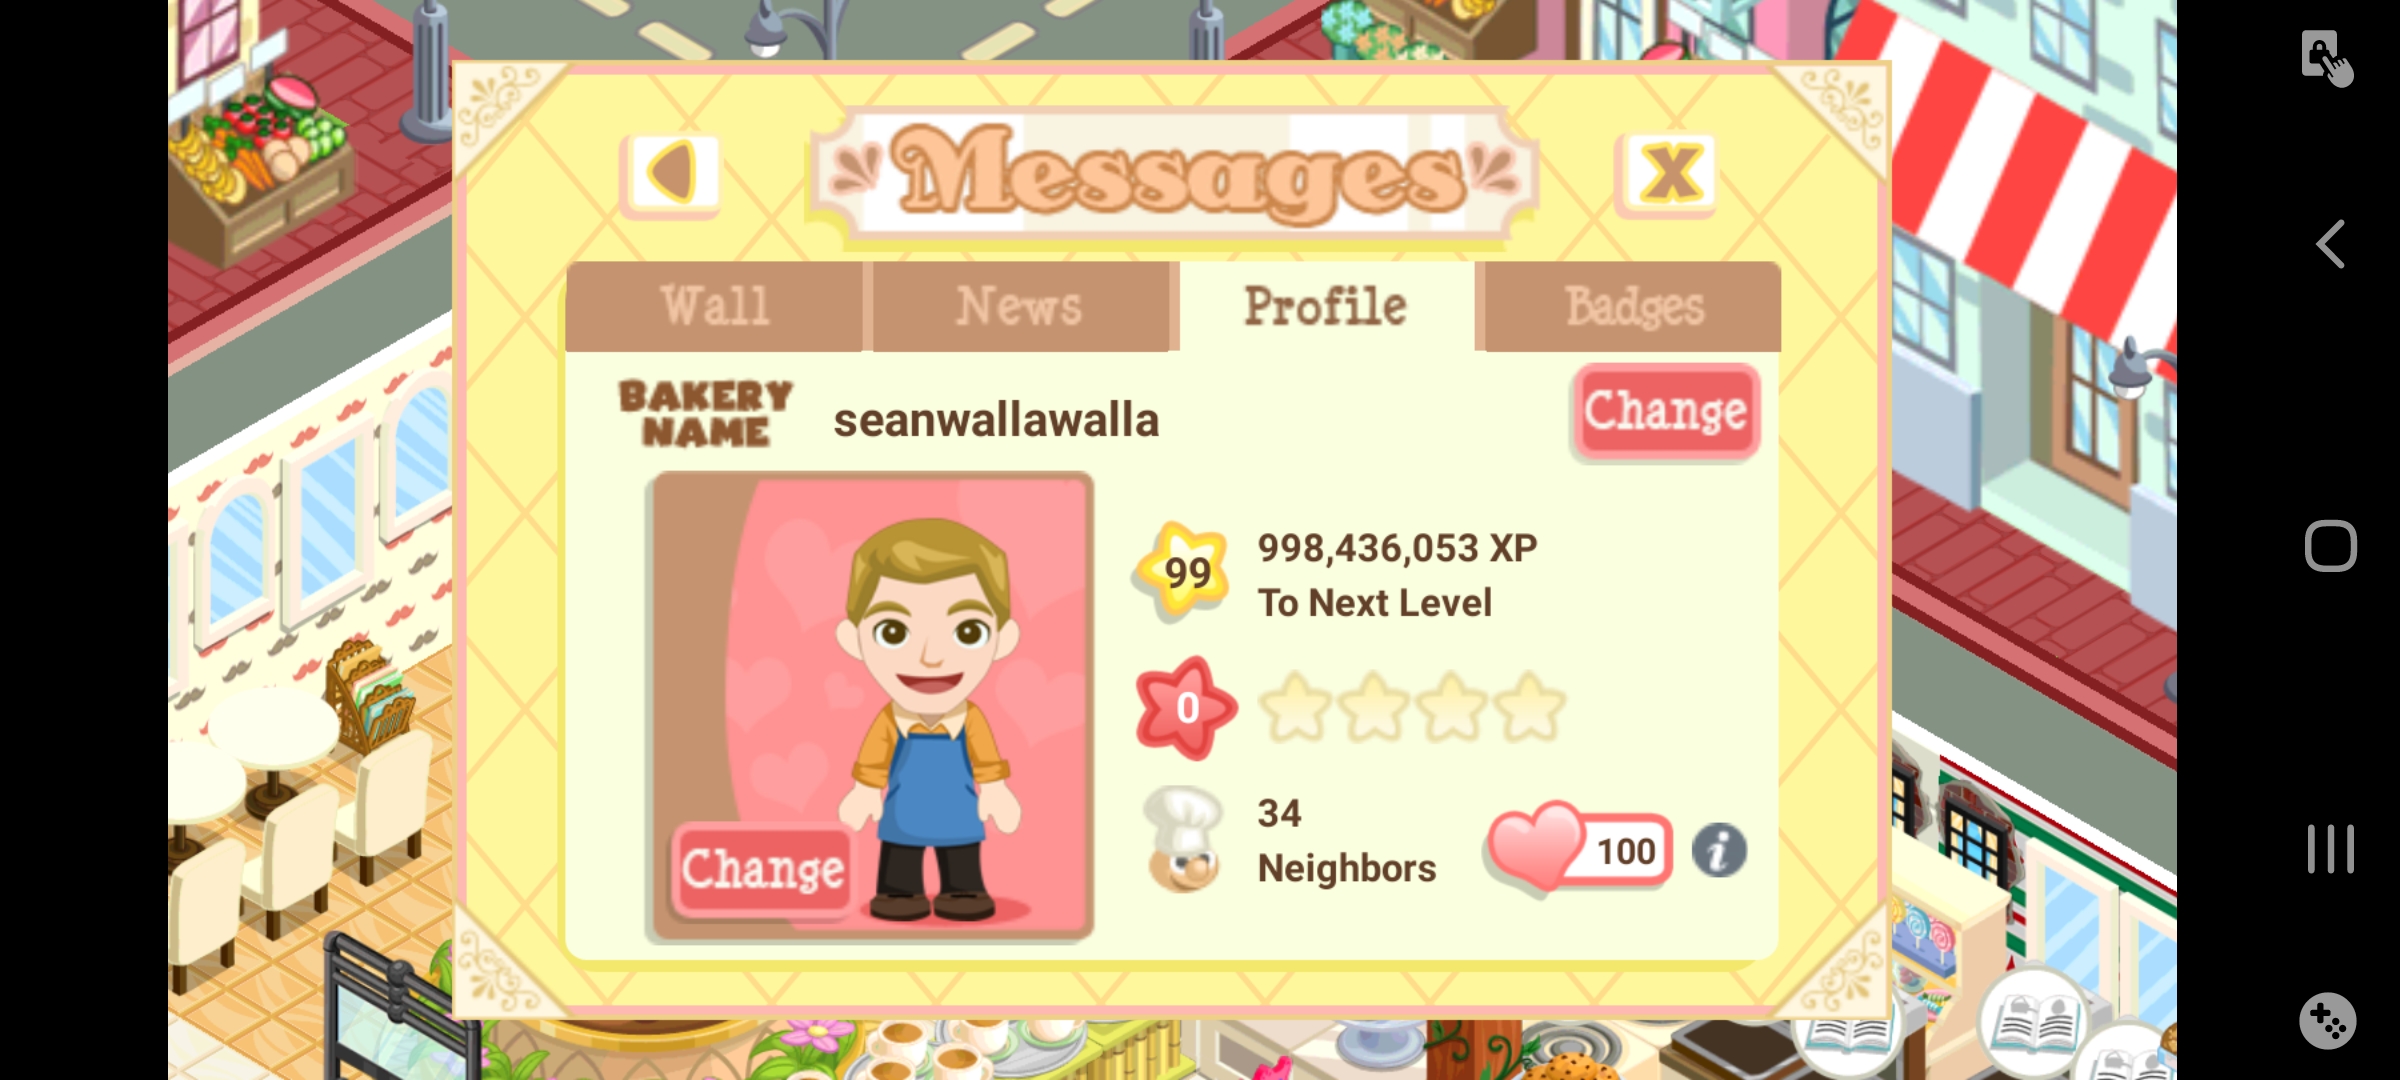 Messages
Wall
News
Profile
Badges
BAKERY
NAME
seanwallawalla
Change
99
998,436,053 XP
To Next Level
0
34
Neighbors
100
Change